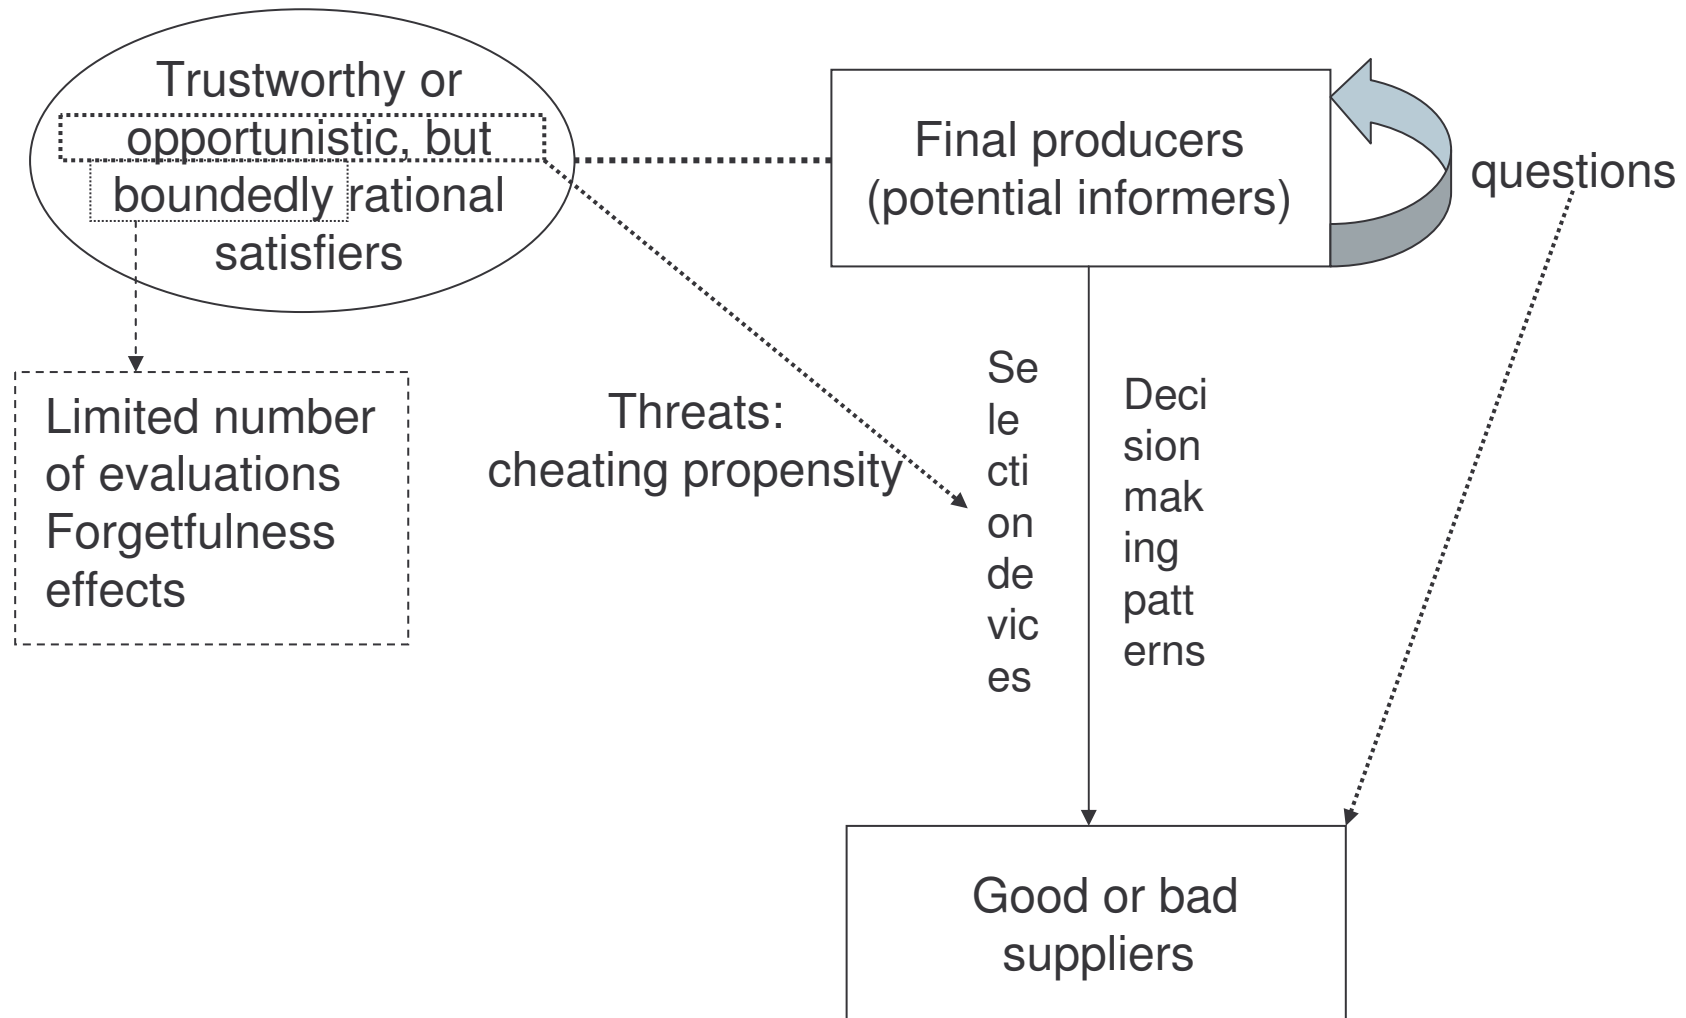 Trustworthy or
opportunistic, but
boundedly rational
satisfiers
Final producers
(potential informers)
questions
Limited number
of evaluations
Forgetfulness
effects
Threats:
cheating propensity
Se
le
cti
on
de
vic
es
Deci
sion
mak
ing
patt
erns
Good or bad
suppliers